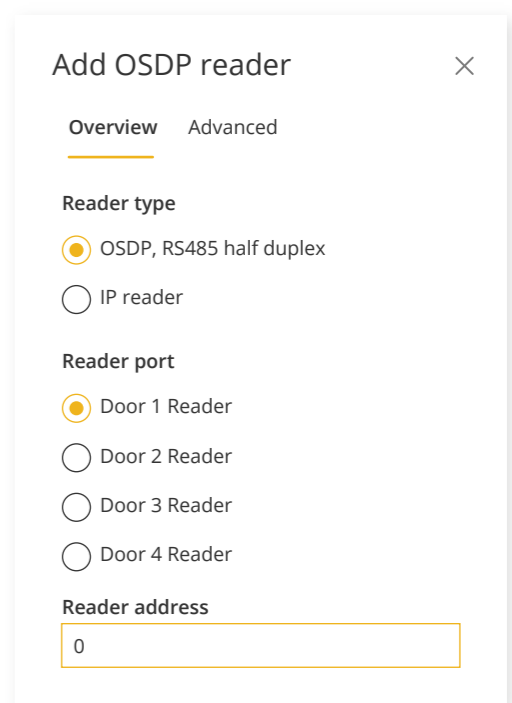 Add OSDP reader
Overview Advanced
Reader type
OSDP, RS485 half duplex
IP reader
Reader port
Door 1 Reader
Door 2 Reader
Door 3 Reader
Door 4 Reader
Reader address
0